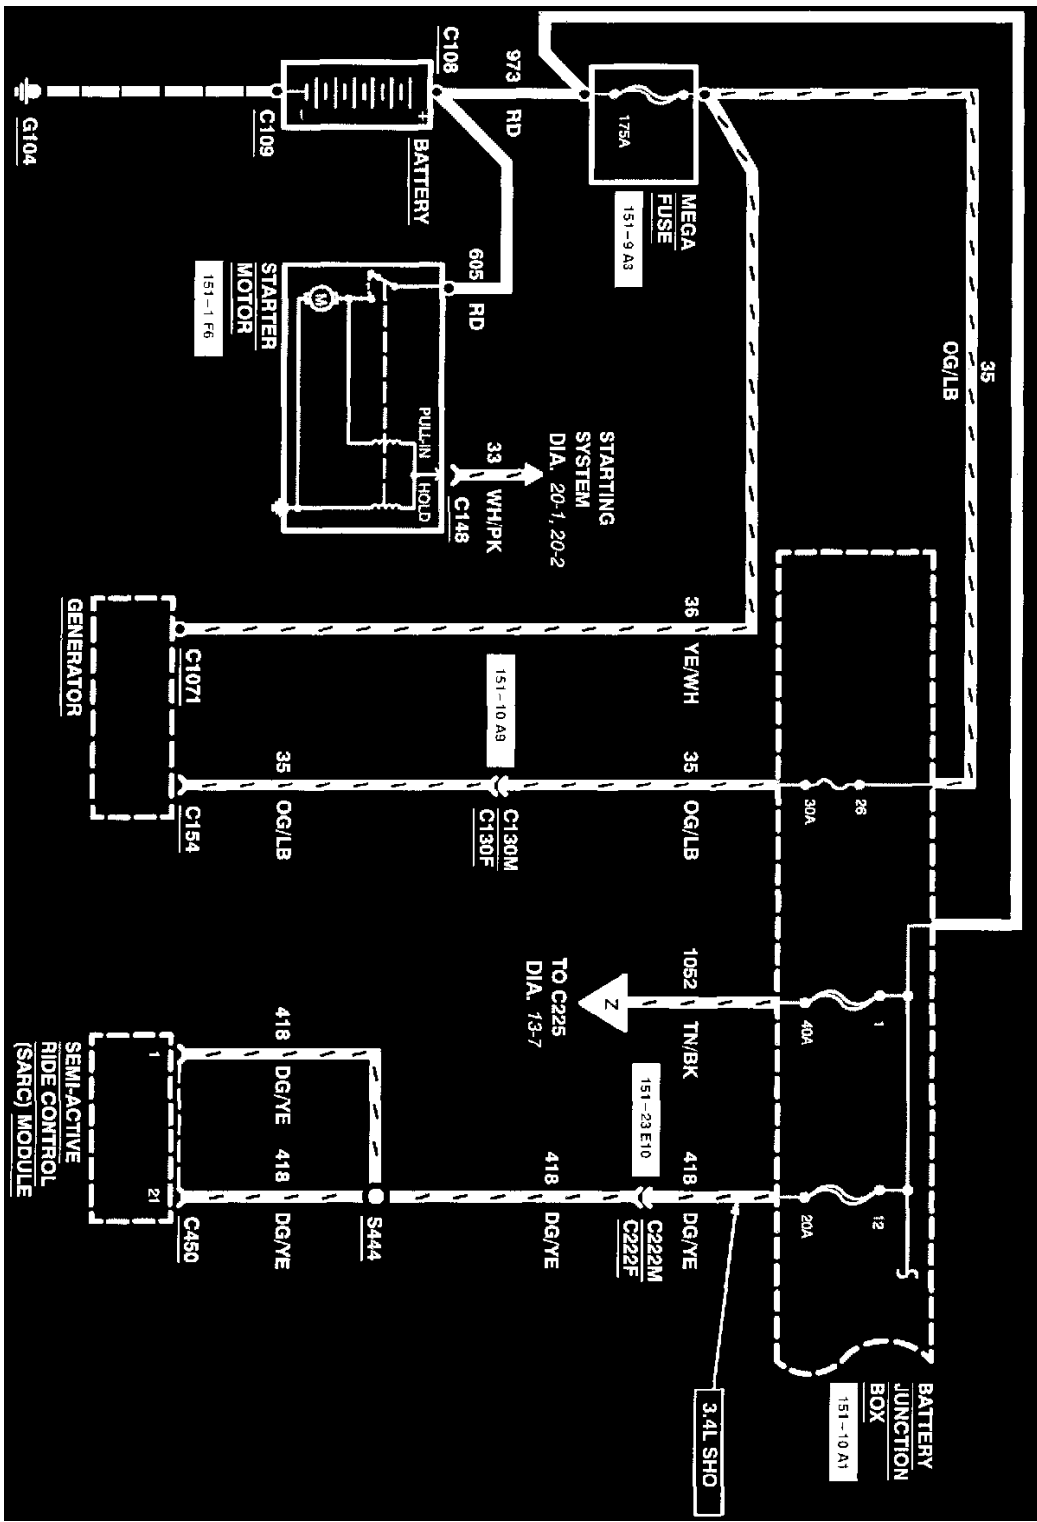 G104
C109
C108
BATTERY
973
RD
175A
MEGA
FUSE
151-9 A3
605
RD
STARTER
MOTOR
151-1 F6
M
PULL-IN
HOLD
33
WH/PK
C148
STARTING
SYSTEM
DIA. 20-1, 20-2
35
OG/LB
GENERATOR
C1071
36
YE/WH
C154
35
OG/LB
151-10 A9
C130M
C130F
35
OG/LB
30A
26
TO C225
DIA. 13-7
Z
1052
TN/BK
40A
1
SEMI-ACTIVE
RIDE CONTROL
(SARC) MODULE
1
21
C450
418
DG/YE
418
DG/YE
S444
418
DG/YE
151-23 E10
C222M
C222F
418
DG/YE
20A
12
3.4L SHO
BATTERY
JUNCTION
BOX
151-10 A1